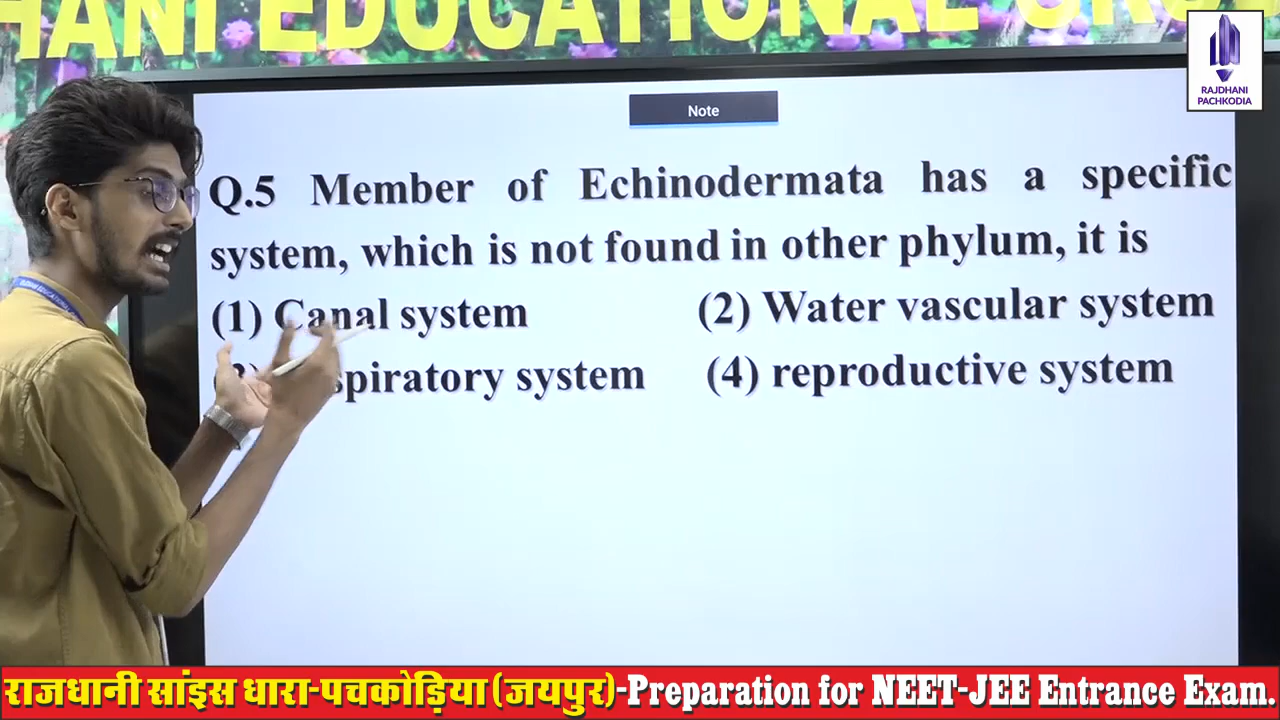 EDUCATIONAL
RAJDHANI
PACHKODIA
Note
Q.5 Member of Echinodermata has a specific
system, which is not found in other phylum, it is
(1) Canal system (2) Water vascular system
system (4) reproductive system
राजधानी सांइस धारा-पचकोड़िया (जयपुर)-Preparation for NEET-JEE Entrance Exam.